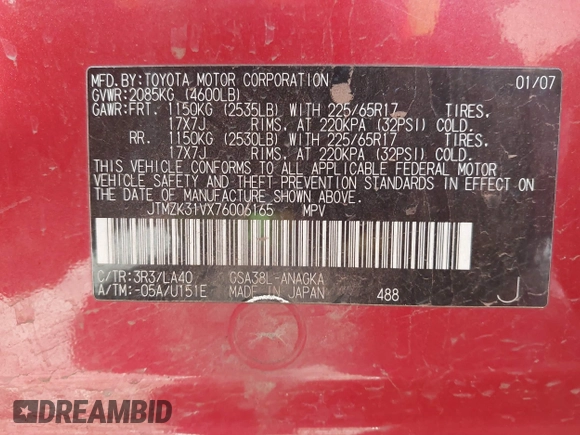 MFD.BY:TOYOTA MOTOR CORPORATION 01/07
GVWR:2085KG (4600LB)
GAWR:FRT. 1150KG (2535LB) WITH 225/65R17 TIRES.
17X7J RIMS. AT 220KPA (32PSI) COLD.
RR. 1150KG (2530LB) WITH 225/65R17 TIRES.
17X7J RIMS. AT 220KPA (32PSI) COLD.
THIS VEHICLE CONFORMS TO ALL APPLICABLE FEDERAL MOTOR
VEHICLE SAFETY AND THEFT PREVENTION STANDARDS IN EFFECT ON
THE DATE OF MANUFACTURE SHOWN ABOVE.
JTMZK31VX76006165 MPV
C/TR:3R3/LA40 GSA38L-ANAGKA
A/TM:-05A/U151E MADE IN JAPAN 488 J
DREAMBID